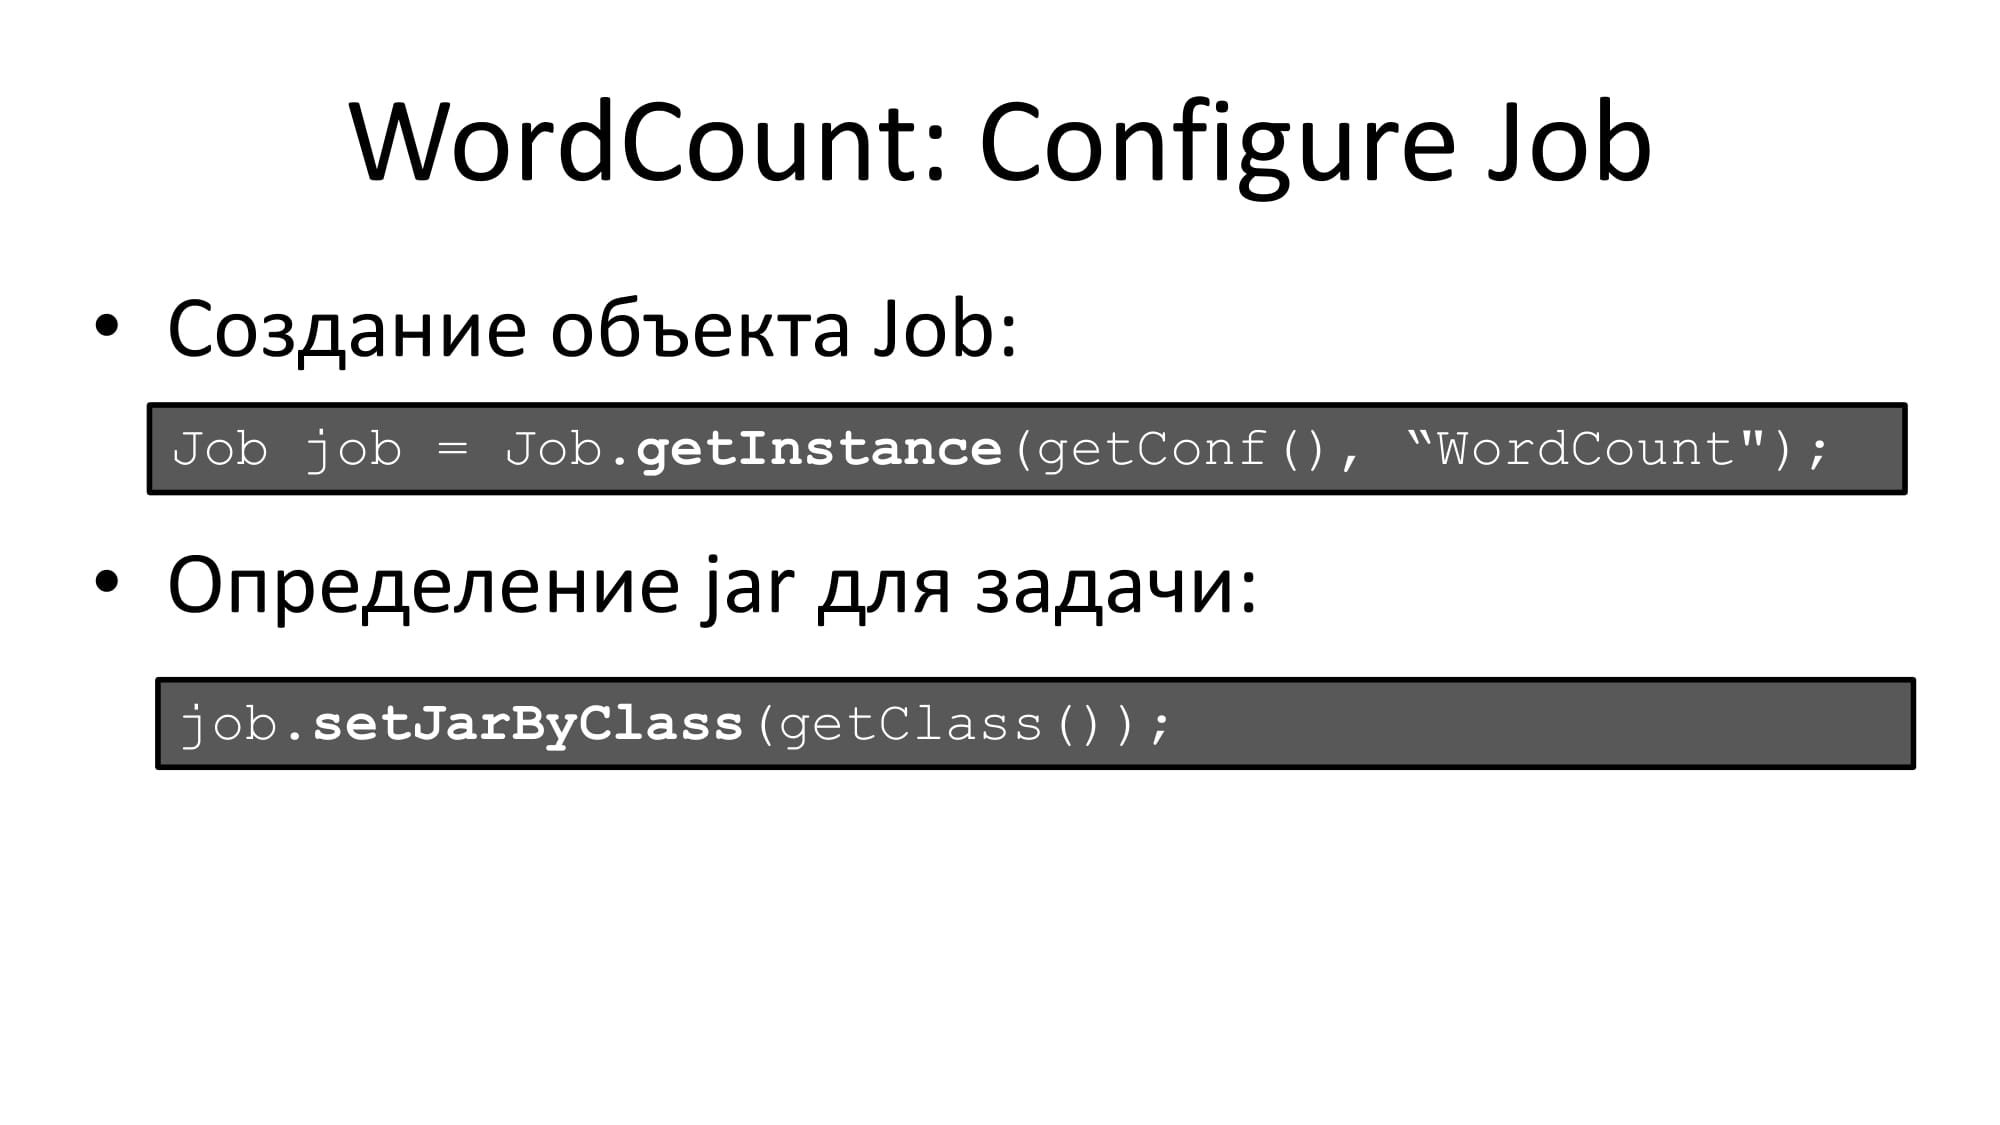 WordCount: Configure Job
• Создание объекта Job:
Job job = Job.getInstance(getConf(), “WordCount");
• Определение jar для задачи:
job.setJarByClass(getClass());